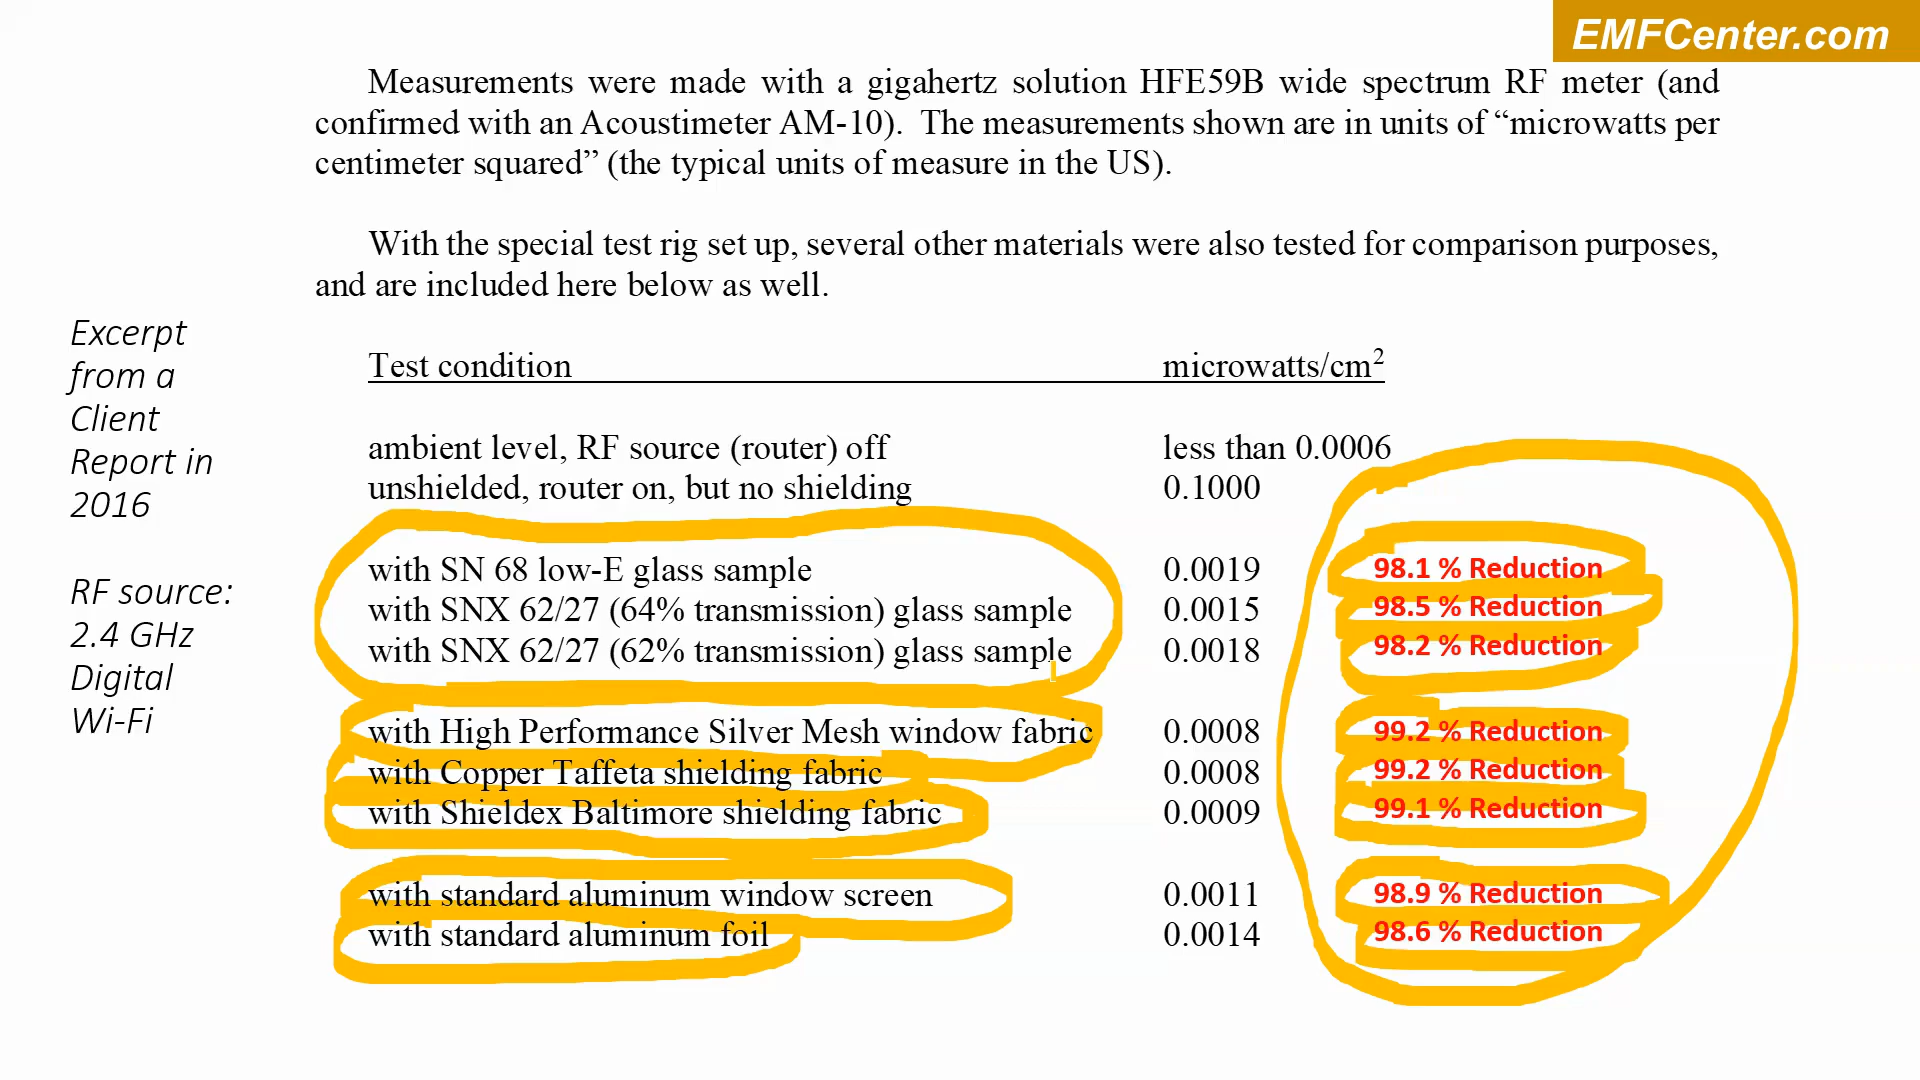 EMFCenter.com
Measurements were made with a gigahertz solution HFE59B wide spectrum RF meter (and
confirmed with an Acoustimeter AM-10).  The measurements shown are in units of “microwatts per
centimeter squared” (the typical units of measure in the US).
With the special test rig set up, several other materials were also tested for comparison purposes,
and are included here below as well.
Excerpt
from a
Client
Report in
2016
RF source:
2.4 GHz
Digital
Wi-Fi
Test condition microwatts/cm²
ambient level, RF source (router) off less than 0.0006
unshielded, router on, but no shielding 0.1000
with SN 68 low-E glass sample 0.0019 98.1 % Reduction
with SNX 62/27 (64% transmission) glass sample 0.0015 98.5 % Reduction
with SNX 62/27 (62% transmission) glass sample 0.0018 98.2 % Reduction
with High Performance Silver Mesh window fabric 0.0008 99.2 % Reduction
with Copper Taffeta shielding fabric 0.0008 99.2 % Reduction
with Shieldex Baltimore shielding fabric 0.0009 99.1 % Reduction
with standard aluminum window screen 0.0011 98.9 % Reduction
with standard aluminum foil 0.0014 98.6 % Reduction